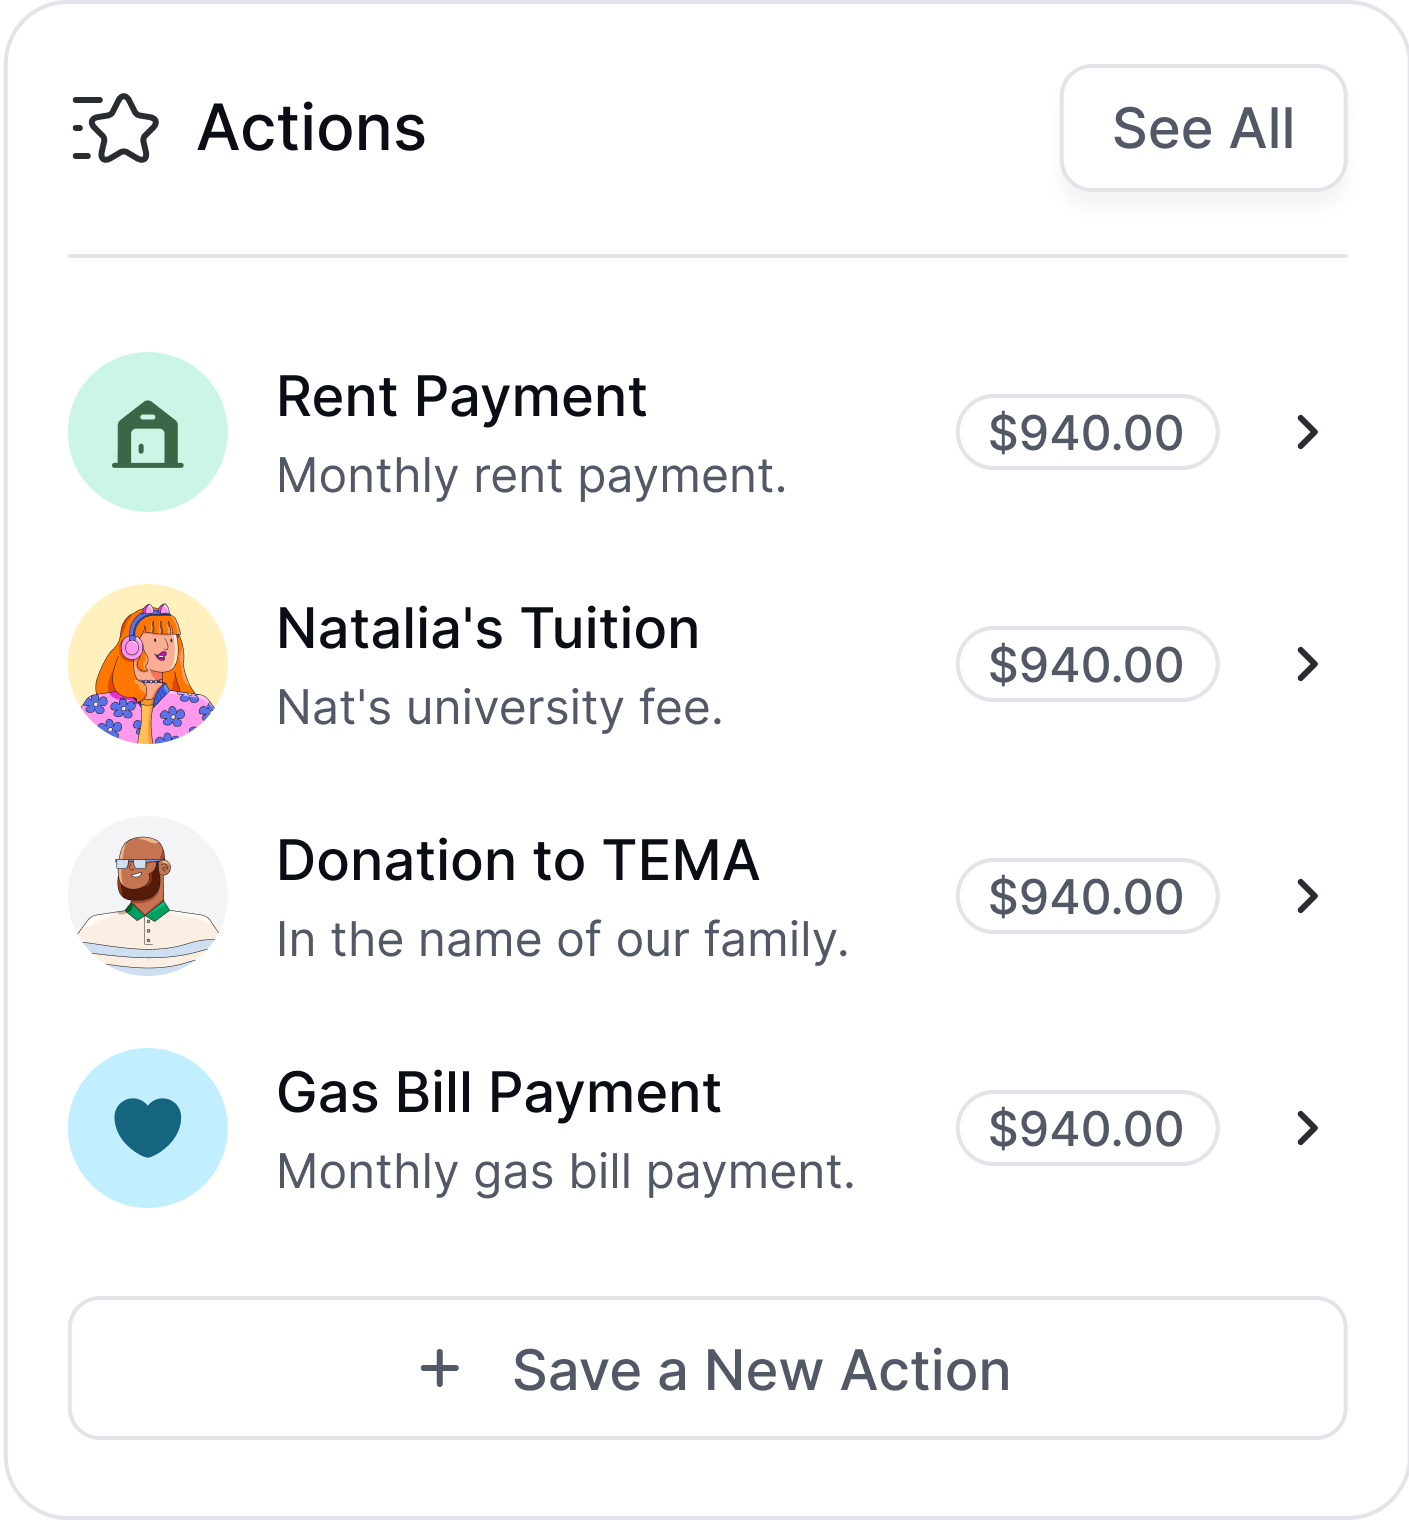 Actions
See All
Rent Payment
Monthly rent payment.
$940.00
Natalia's Tuition
Nat's university fee.
$940.00
Donation to TEMA
In the name of our family.
$940.00
Gas Bill Payment
Monthly gas bill payment.
$940.00
+ Save a New Action